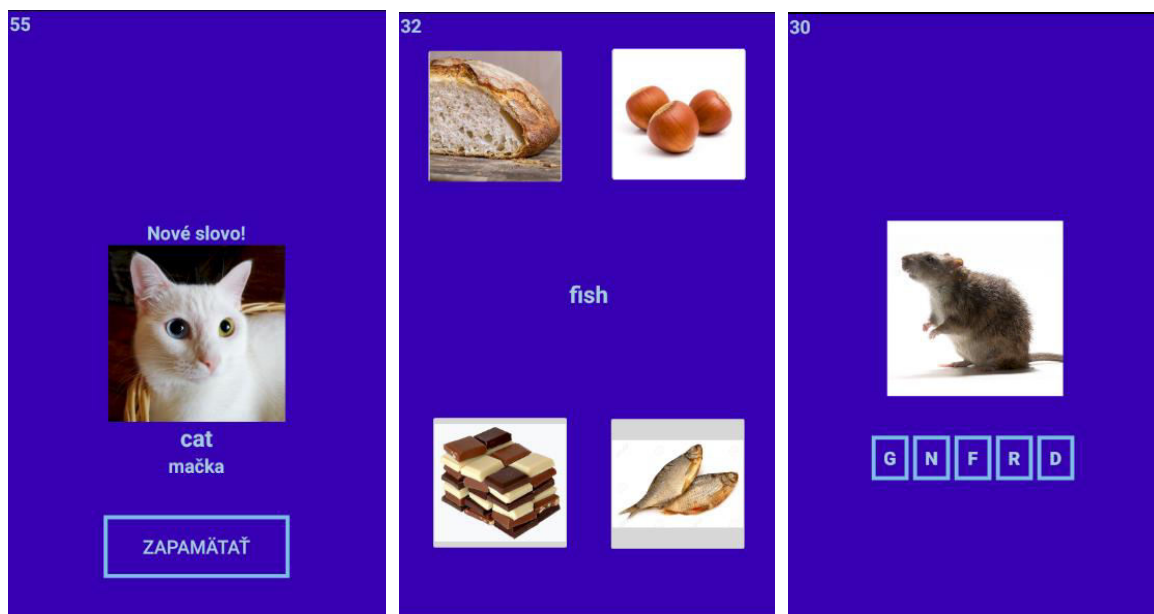 55
Nové slovo!
cat
mačka
ZAPAMÄTAŤ
32
fish
30
G N F R D